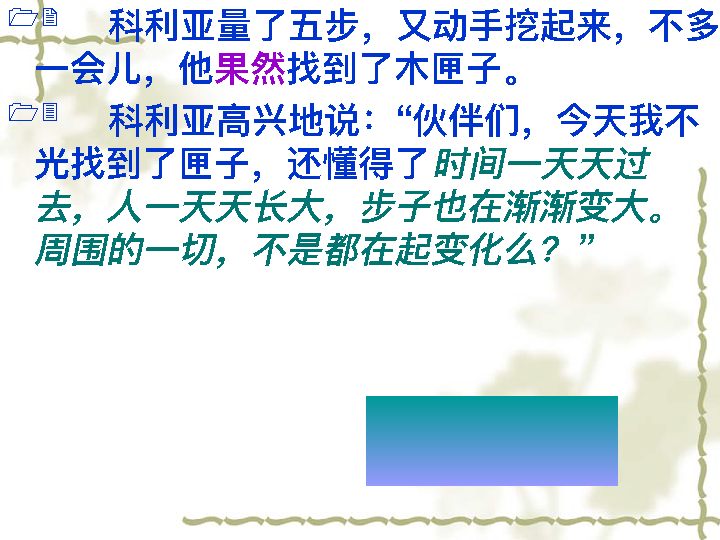 科利亚量了五步，又动手挖起来，不多
一会儿，他果然找到了木匣子。
科利亚高兴地说：“伙伴们，今天我不
光找到了匣子，还懂得了时间一天天过
去，人一天天长大，步子也在渐渐变大。
周围的一切，不是都在起变化么？”